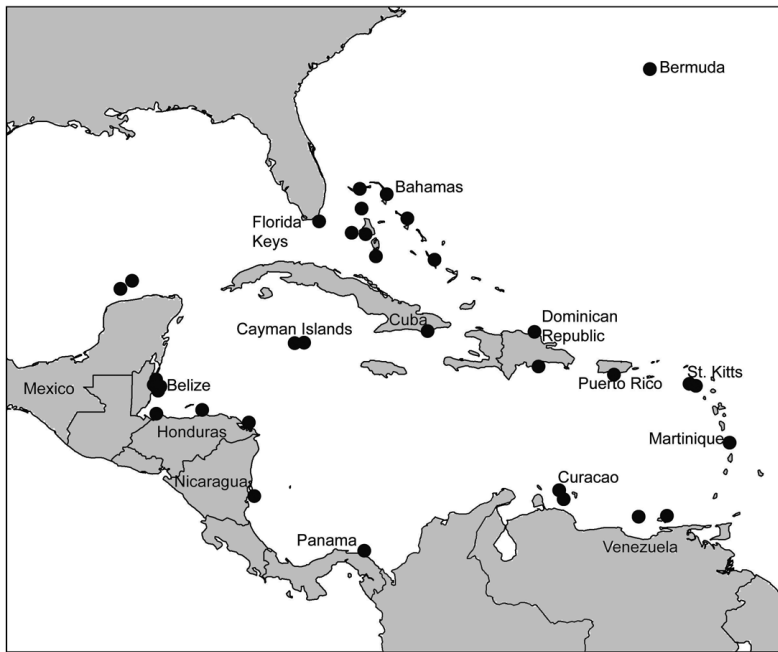 Bermuda
Bahamas
Florida
Keys
Cuba
Dominican
Republic
Cayman Islands
Puerto Rico
St. Kitts
Mexico
Belize
Honduras
Martinique
Nicaragua
Curacao
Panama
Venezuela